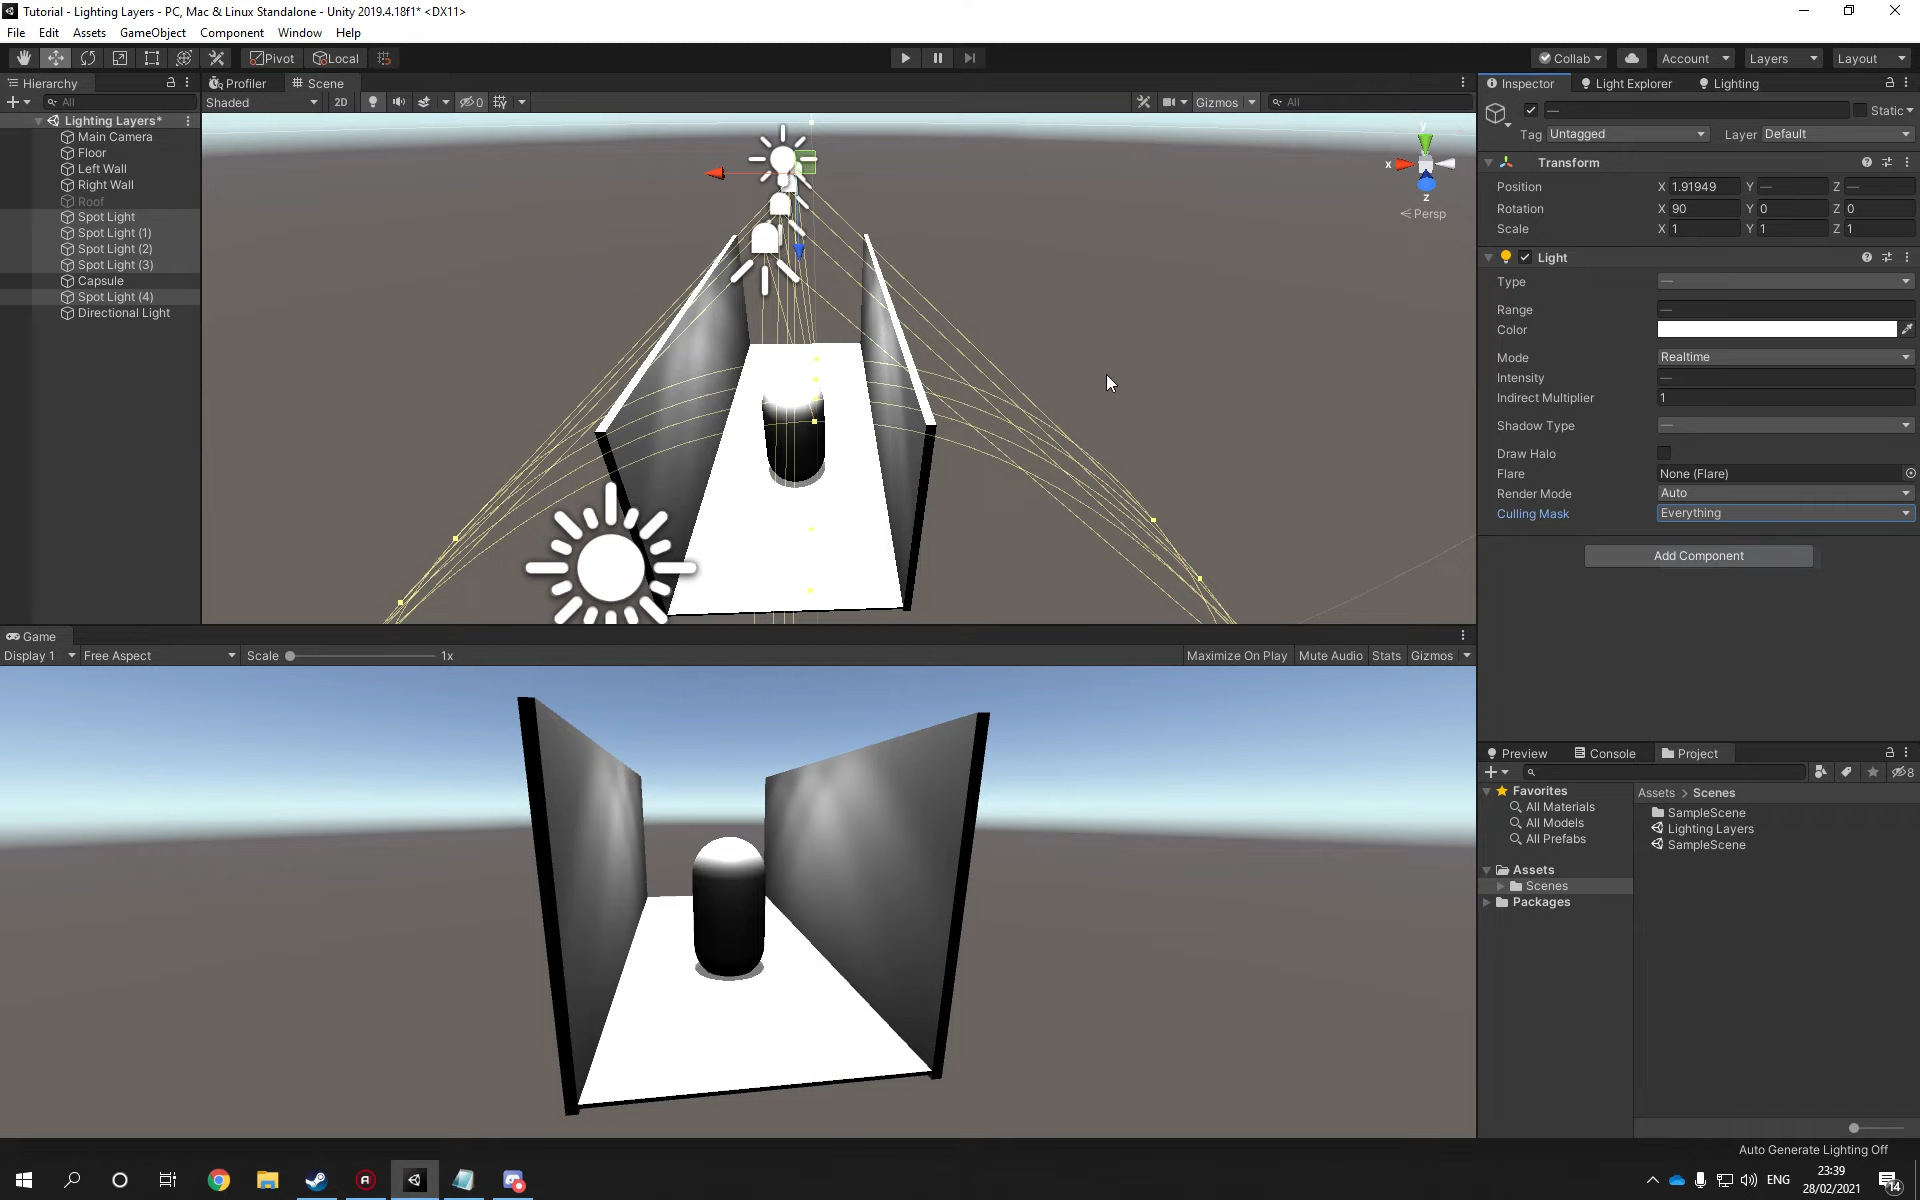 Tutorial - Lighting Layers - PC, Mac & Linux Standalone - Unity 2019.4.18f1* <DX11>
File Edit Assets GameObject Component Window Help
Pivot Local Collab Account Layers Layout
Hierarchy
All
Lighting Layers*
Main Camera
Floor
Left Wall
Right Wall
Roof
Spot Light
Spot Light (1)
Spot Light (2)
Spot Light (3)
Capsule
Spot Light (4)
Directional Light
Profiler Scene
Shaded 2D 0 Gizmos All
y
x
z
Persp
Game
Display 1 Free Aspect Scale 1x Maximize On Play Mute Audio Stats Gizmos
Inspector Light Explorer Lighting
— Static
Tag Untagged Layer Default
Transform
Position X 1.91949 Y — Z —
Rotation X 90 Y 0 Z 0
Scale X 1 Y 1 Z 1
Light
Type —
Range —
Color
Mode Realtime
Intensity —
Indirect Multiplier 1
Shadow Type —
Draw Halo
Flare None (Flare)
Render Mode Auto
Culling Mask Everything
Add Component
Preview Console Project
8
Favorites
All Materials
All Models
All Prefabs
Assets
Scenes
Packages
Assets > Scenes
SampleScene
Lighting Layers
SampleScene
Auto Generate Lighting Off
ENG
23:39
28/02/2021
14